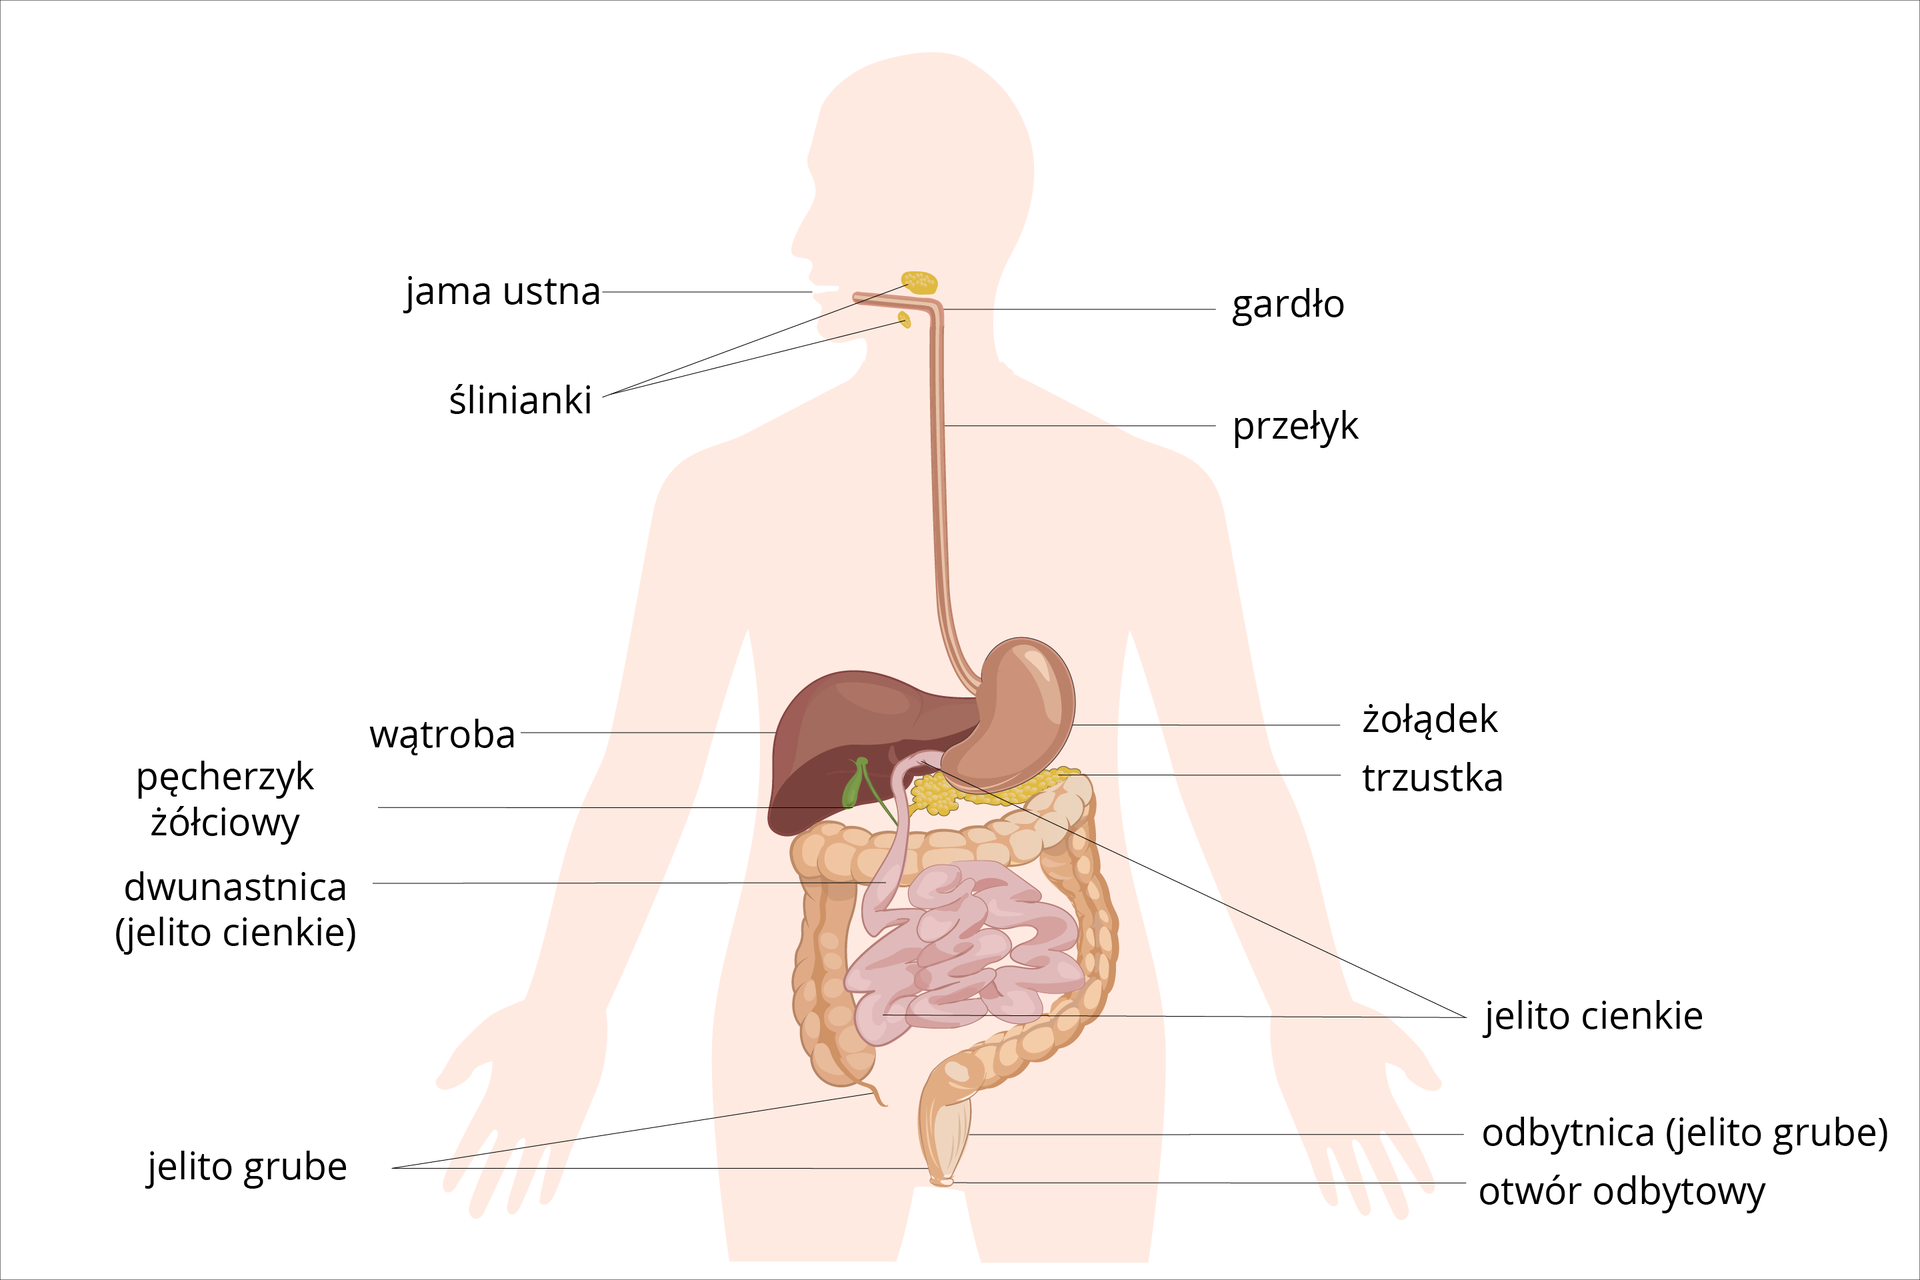 jama ustna
gardło
ślinianki
przełyk
wątroba
żołądek
pęcherzyk
żółciowy
trzustka
dwunastnica
(jelito cienkie)
jelito cienkie
jelito grube
odbytnica (jelito grube)
otwór odbytowy